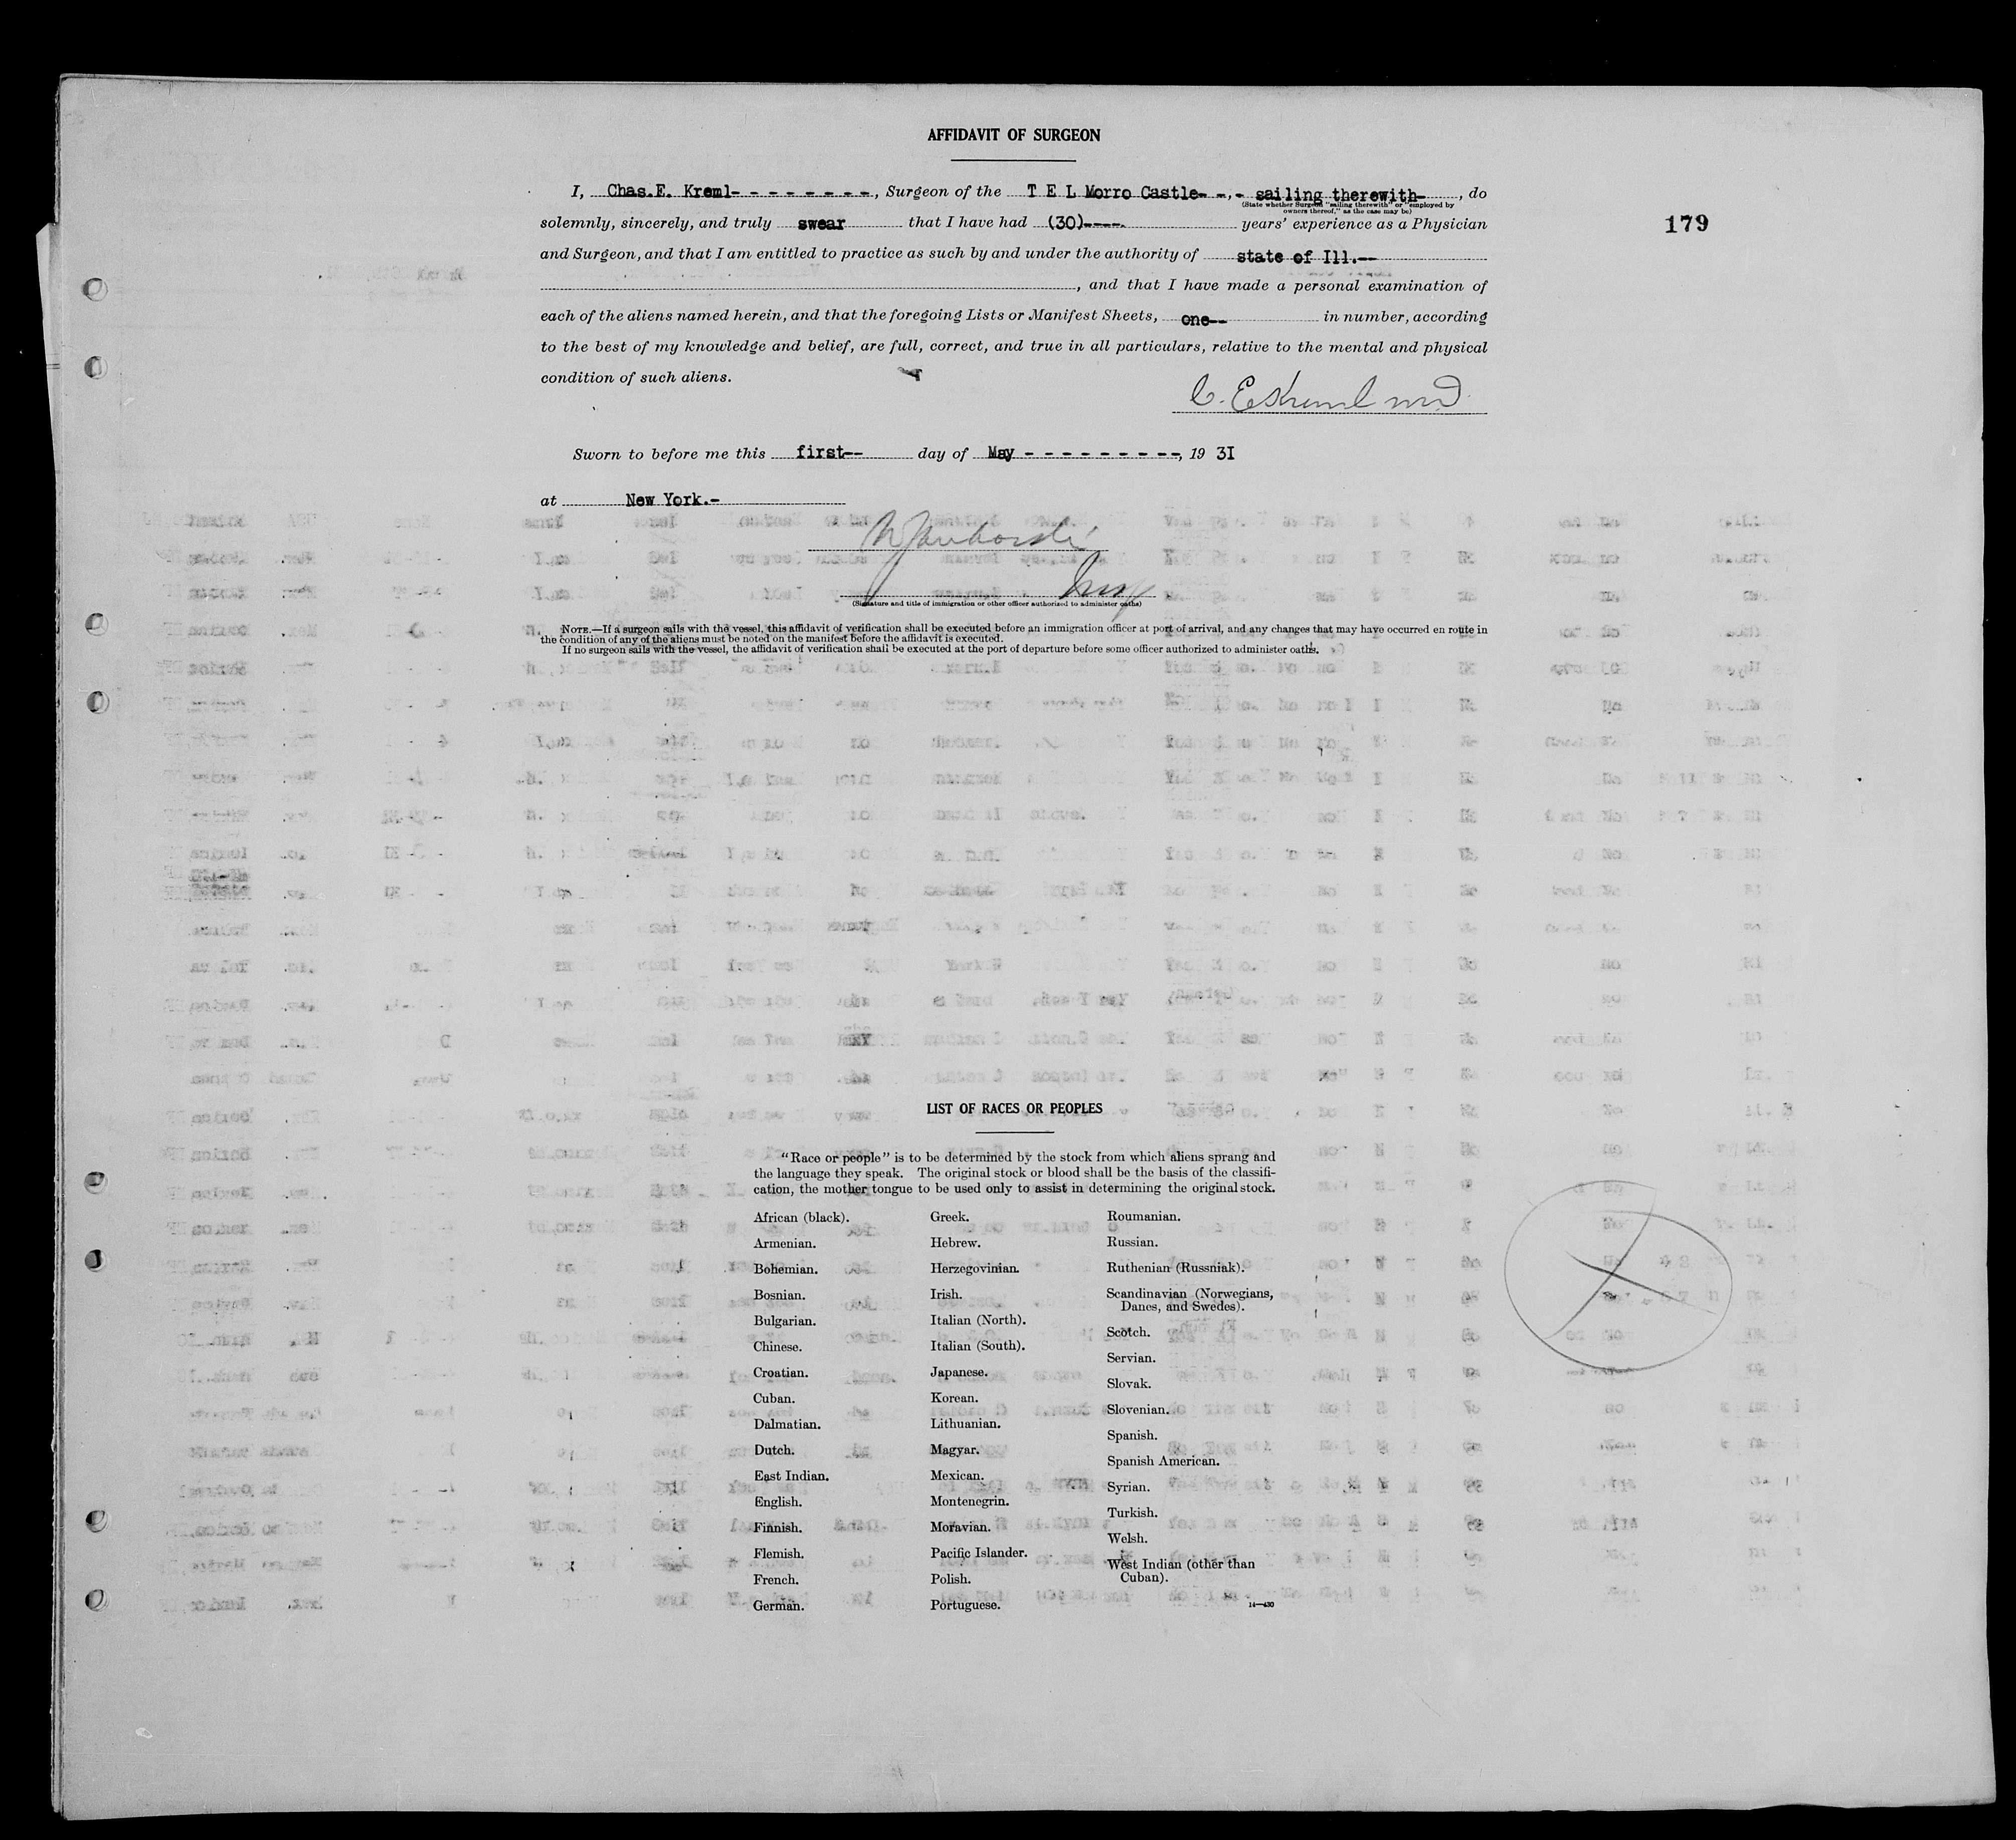 AFFIDAVIT OF SURGEON
I, Chas.E. Kreml- - - - - - - - -, Surgeon of the T E L Morro Castle- -,- sailing therewith-, do
(State whether Surgeon "sailing therewith" or "employed by
owners thereof," as the case may be)
solemnly, sincerely, and truly swear that I have had (30)----. years' experience as a Physician
179
and Surgeon, and that I am entitled to practice as such by and under the authority of state of Ill.--
, and that I have made a personal examination of
each of the aliens named herein, and that the foregoing Lists or Manifest Sheets, one-- in number, according
to the best of my knowledge and belief, are full, correct, and true in all particulars, relative to the mental and physical
condition of such aliens.
C. E Kreml MD
Sworn to before me this first-- day of May - - - - - - - - - -, 19 31
at New York.-
Insp
(Signature and title of immigration or other officer authorized to administer oaths)
NOTE.—If a surgeon sails with the vessel, this affidavit of verification shall be executed before an immigration officer at port of arrival, and any changes that may have occurred en route in
the condition of any of the aliens must be noted on the manifest before the affidavit is executed.
If no surgeon sails with the vessel, the affidavit of verification shall be executed at the port of departure before some officer authorized to administer oaths.
LIST OF RACES OR PEOPLES
"Race or people" is to be determined by the stock from which aliens sprang and
the language they speak. The original stock or blood shall be the basis of the classifi-
cation, the mother tongue to be used only to assist in determining the original stock.
African (black).
Armenian.
Bohemian.
Bosnian.
Bulgarian.
Chinese.
Croatian.
Cuban.
Dalmatian.
Dutch.
East Indian.
English.
Finnish.
Flemish.
French.
German.
Greek.
Hebrew.
Herzegovinian.
Irish.
Italian (North).
Italian (South).
Japanese.
Korean.
Lithuanian.
Magyar.
Mexican.
Montenegrin.
Moravian.
Pacific Islander.
Polish.
Portuguese.
Roumanian.
Russian.
Ruthenian (Russniak).
Scandinavian (Norwegians,
Danes, and Swedes).
Scotch.
Servian.
Slovak.
Slovenian.
Spanish.
Spanish American.
Syrian.
Turkish.
Welsh.
West Indian (other than
Cuban).
14—430